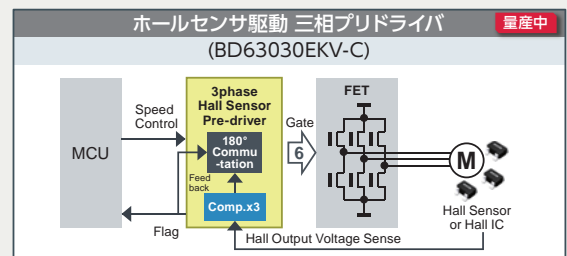 ホールセンサ駆動 三相プリドライバ
量産中
(BD63030EKV-C)
MCU
Speed
Control
3phase
Hall Sensor
Pre-driver
180°
Commu
-tation
Feed
back
Comp.x3
Flag
Gate
6
FET
M
Hall Sensor
or Hall IC
Hall Output Voltage Sense